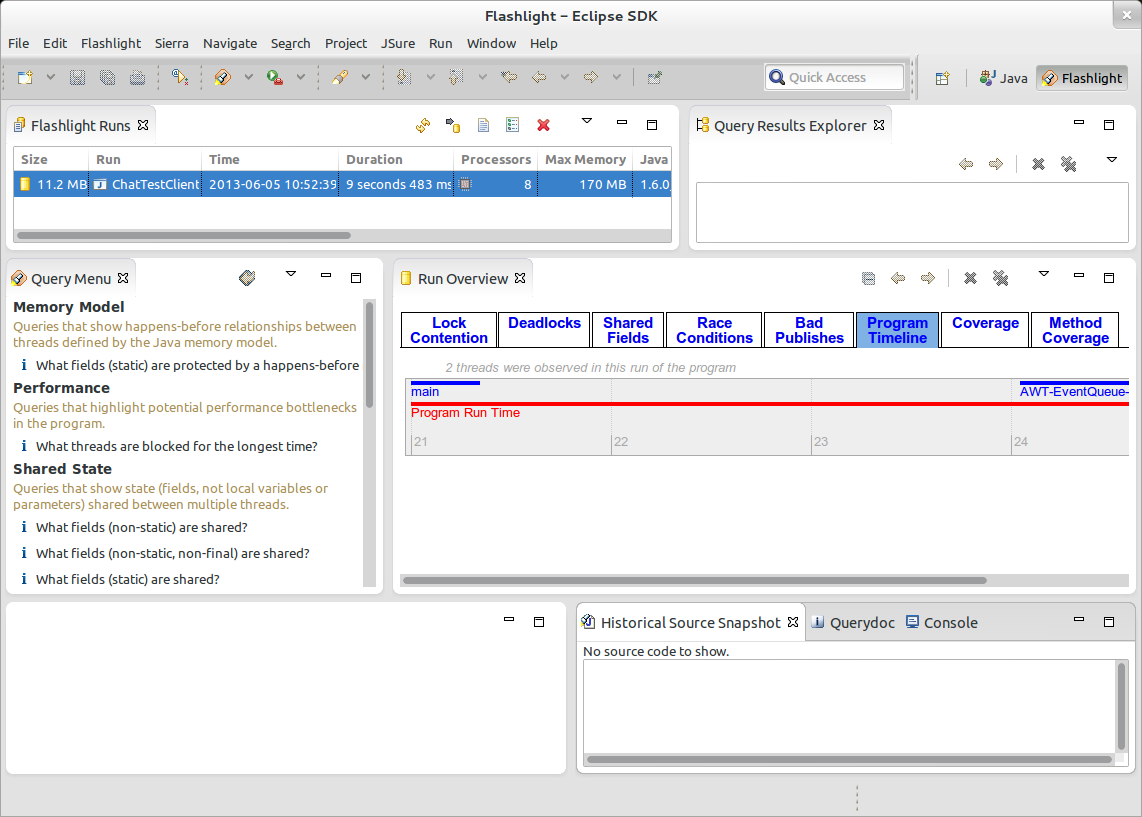 Flashlight – Eclipse SDK
File Edit Flashlight Sierra Navigate Search Project JSure Run Window Help
Quick Access
Java
Flashlight
Flashlight Runs
Size Run Time Duration Processors Max Memory Java
11.2 MB ChatTestClient 2013-06-05 10:52:39 9 seconds 483 ms 8 170 MB 1.6.0
Query Results Explorer
Query Menu
Memory Model
Queries that show happens-before relationships between
threads defined by the Java memory model.
What fields (static) are protected by a happens-before
Performance
Queries that highlight potential performance bottlenecks
in the program.
What threads are blocked for the longest time?
Shared State
Queries that show state (fields, not local variables or
parameters) shared between multiple threads.
What fields (non-static) are shared?
What fields (non-static, non-final) are shared?
What fields (static) are shared?
Run Overview
Lock
Contention
Deadlocks
Shared
Fields
Race
Conditions
Bad
Publishes
Program
Timeline
Coverage
Method
Coverage
2 threads were observed in this run of the program
main
AWT-EventQueue-
Program Run Time
21 22 23 24
Historical Source Snapshot
Querydoc
Console
No source code to show.